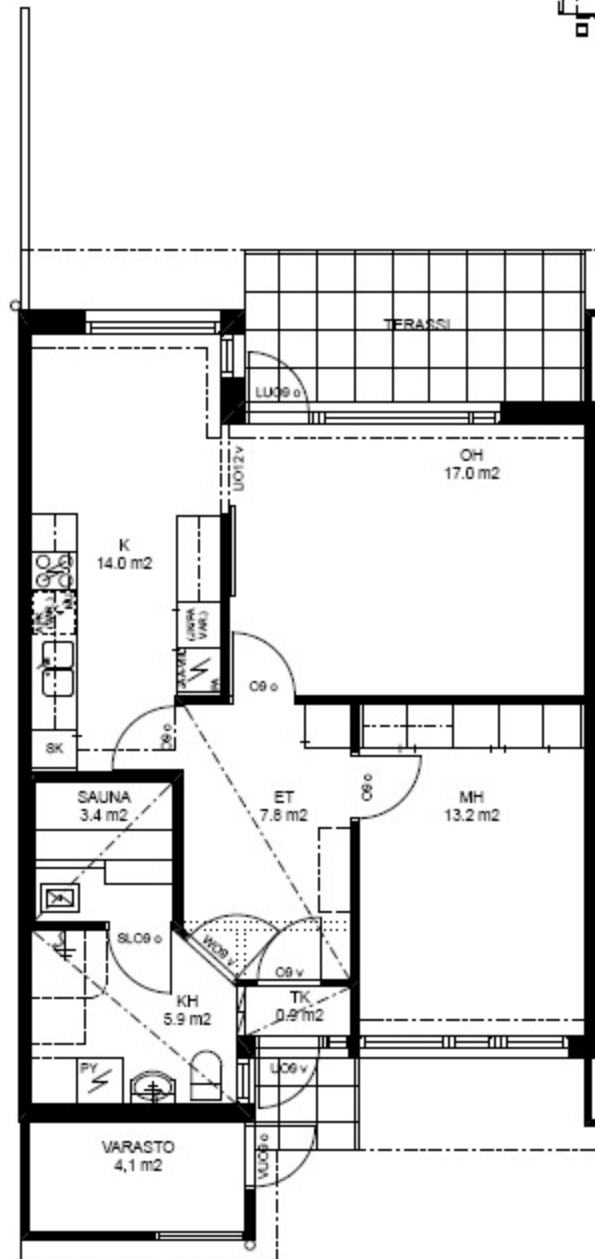 TERASSI
LUO9 o
OH
17.0 m2
UO12 v
K
14.0 m2
O9 o
SK
O9 o
SAUNA
3.4 m2
ET
7.8 m2
O9 o
MH
13.2 m2
SLO9 o
WO9 v
O9 v
KH
5.9 m2
TK
0.9 m2
PY
UO9 v
VARASTO
4,1 m2
VUO9 o